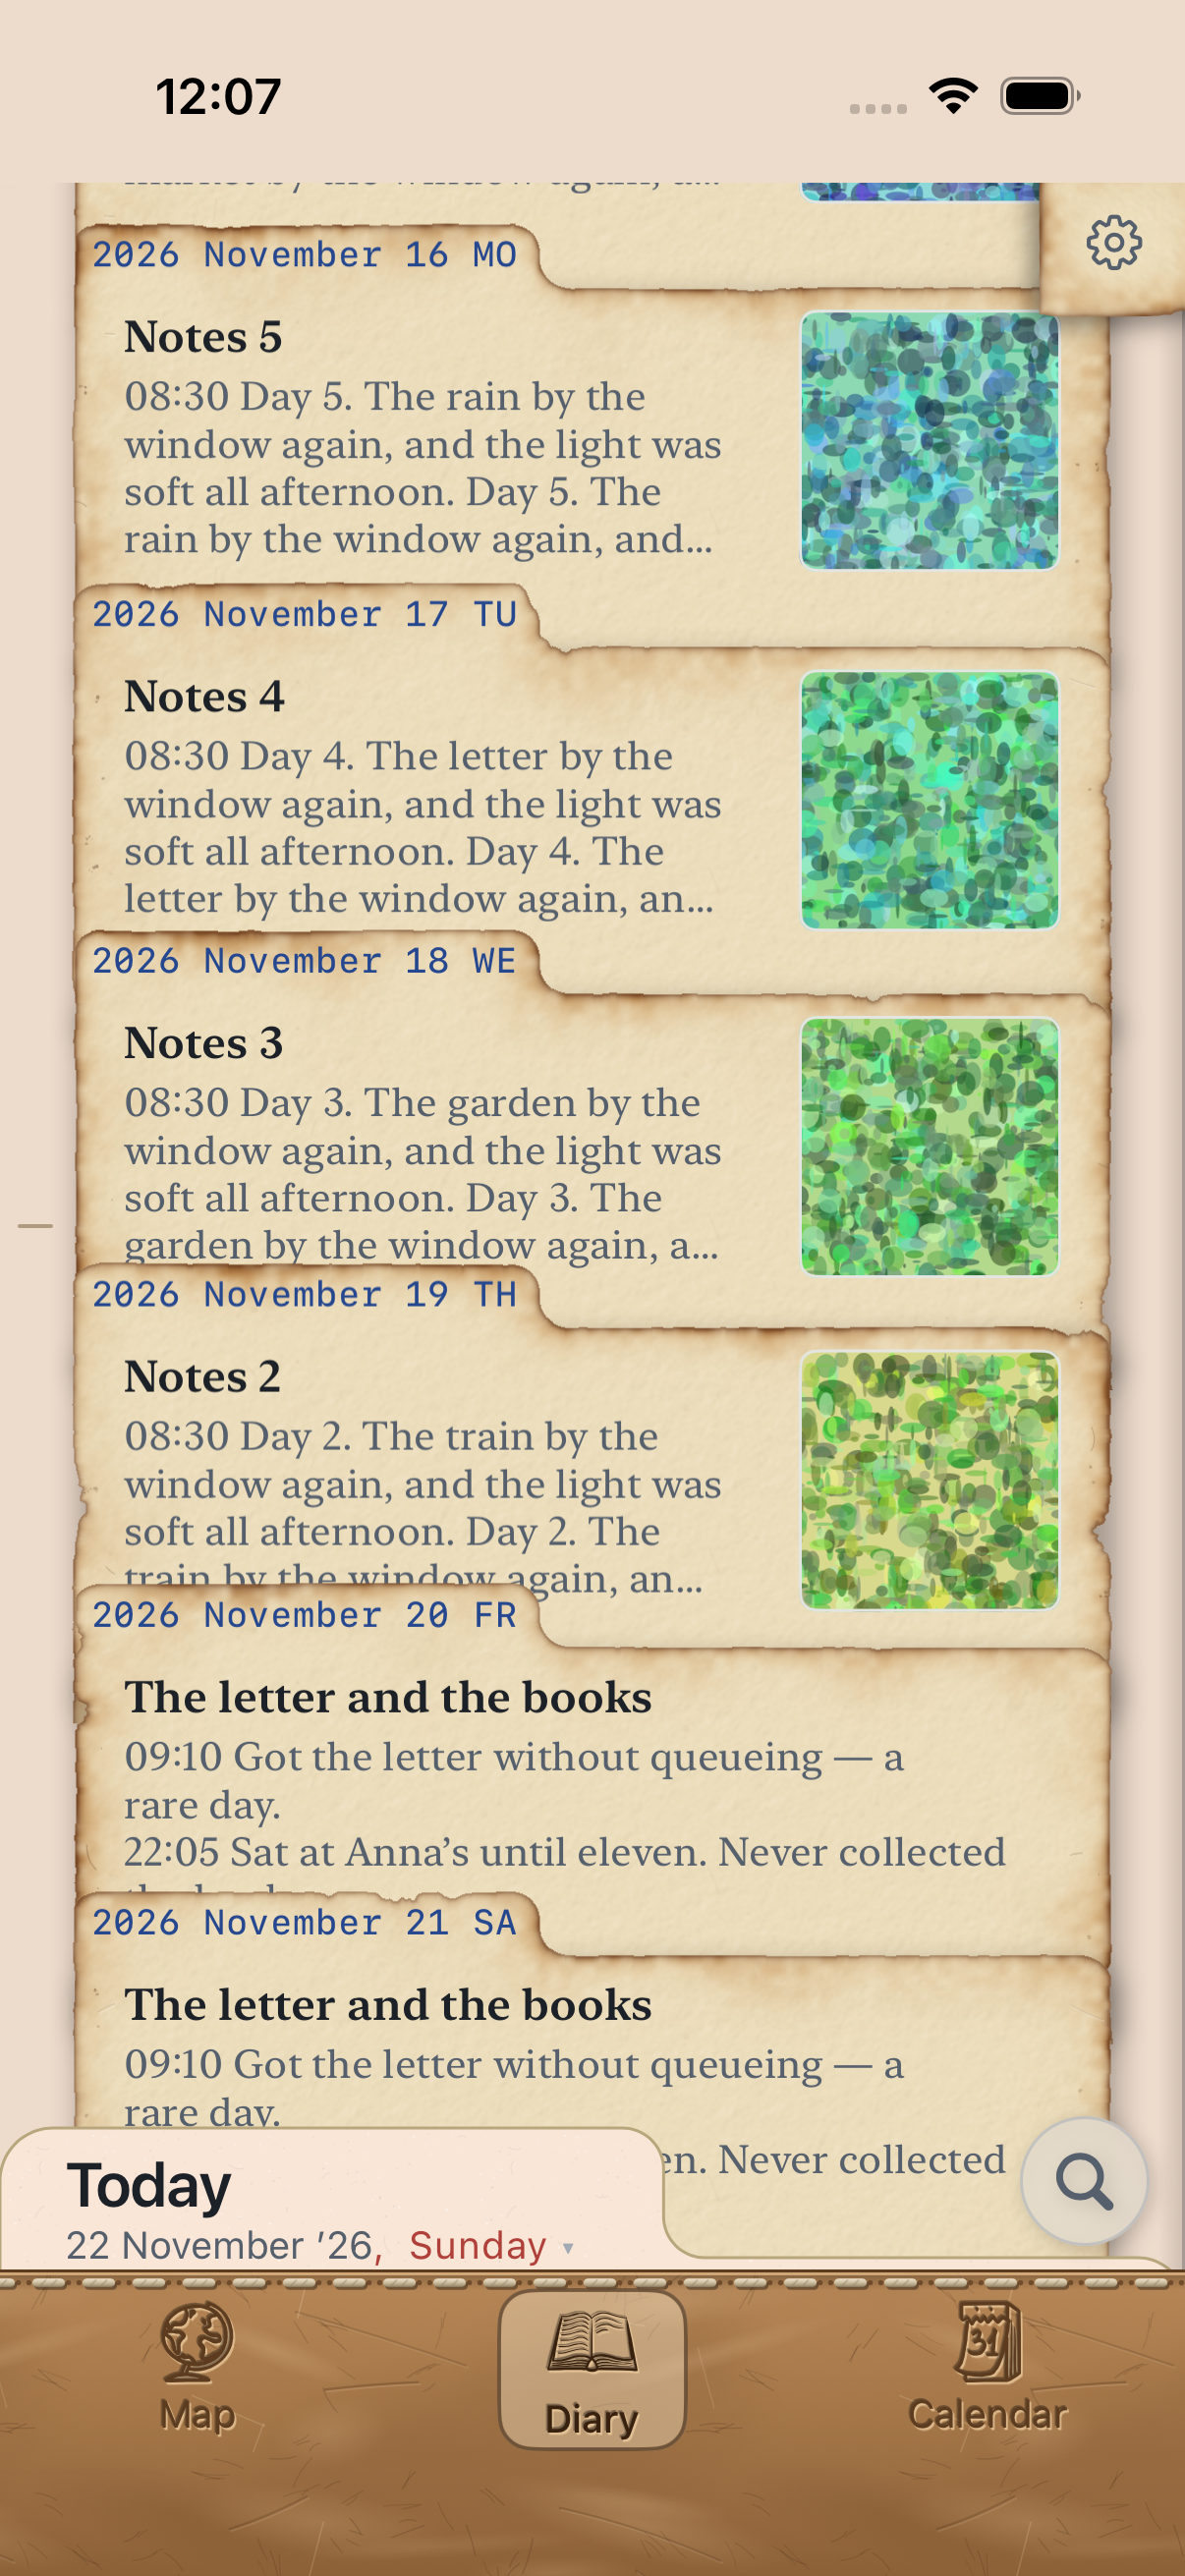 12:07
market by the window again, a...
2026 November 16 MO
Notes 5
08:30 Day 5. The rain by the
window again, and the light was
soft all afternoon. Day 5. The
rain by the window again, and...
2026 November 17 TU
Notes 4
08:30 Day 4. The letter by the
window again, and the light was
soft all afternoon. Day 4. The
letter by the window again, an...
2026 November 18 WE
Notes 3
08:30 Day 3. The garden by the
window again, and the light was
soft all afternoon. Day 3. The
garden by the window again, a...
2026 November 19 TH
Notes 2
08:30 Day 2. The train by the
window again, and the light was
soft all afternoon. Day 2. The
train by the window again, an...
2026 November 20 FR
The letter and the books
09:10 Got the letter without queueing — a
rare day.
22:05 Sat at Anna’s until eleven. Never collected
2026 November 21 SA
The letter and the books
09:10 Got the letter without queueing — a
rare day.
en. Never collected
Today
22 November ’26, Sunday
31
Map
Diary
Calendar